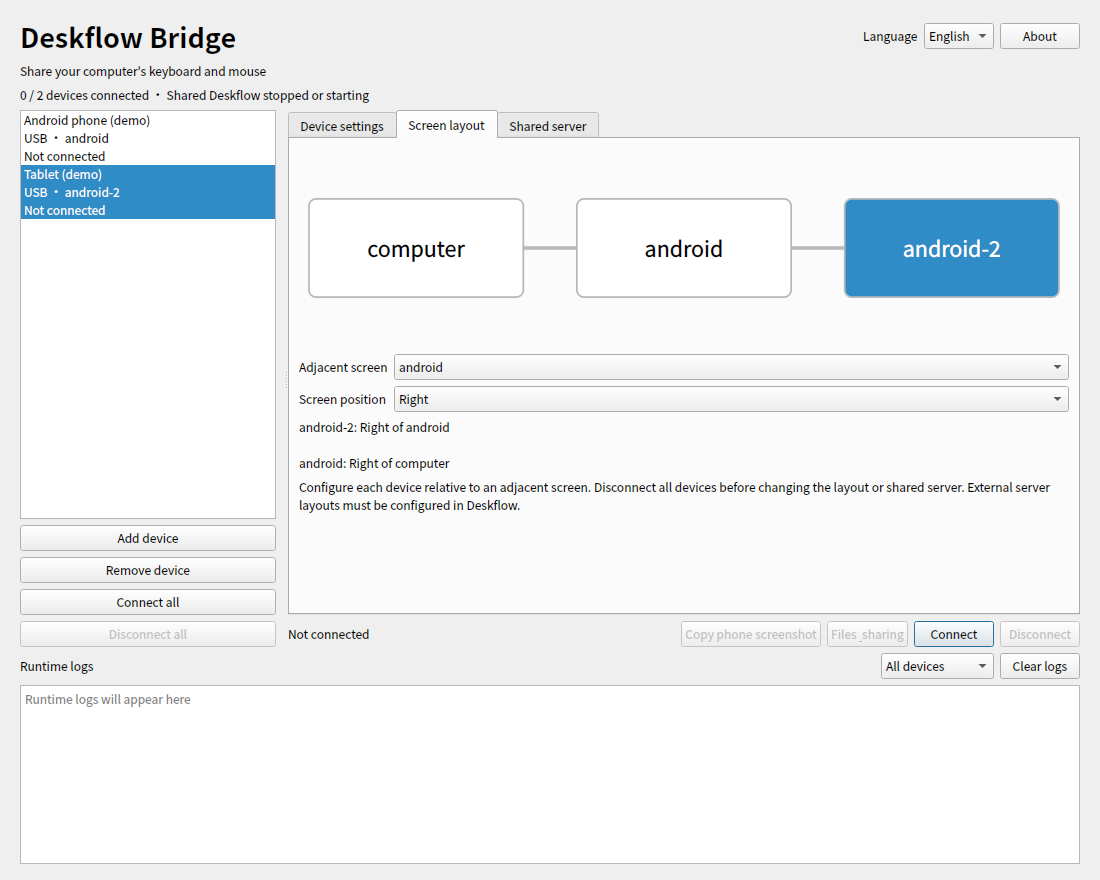 Deskflow Bridge
Language English About
Share your computer's keyboard and mouse
0 / 2 devices connected · Shared Deskflow stopped or starting
Android phone (demo)
USB · android
Not connected
Tablet (demo)
USB · android-2
Not connected
Add device
Remove device
Connect all
Disconnect all
Device settings Screen layout Shared server
computer android android-2
Adjacent screen android
Screen position Right
android-2: Right of android
android: Right of computer
Configure each device relative to an adjacent screen. Disconnect all devices before changing the layout or shared server. External server
layouts must be configured in Deskflow.
Not connected Copy phone screenshot Files_sharing Connect Disconnect
Runtime logs All devices Clear logs
Runtime logs will appear here